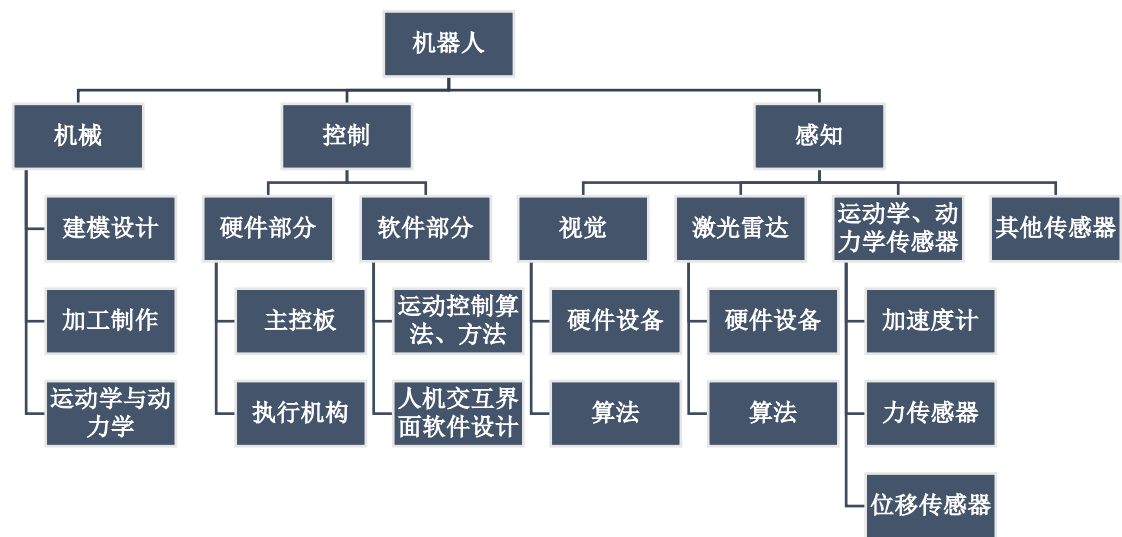 机器人
机械
控制
感知
建模设计
硬件部分
软件部分
视觉
激光雷达
运动学、动
力学传感器
其他传感器
加工制作
主控板
运动控制算
法、方法
硬件设备
硬件设备
加速度计
运动学与动
力学
执行机构
人机交互界
面软件设计
算法
算法
力传感器
位移传感器